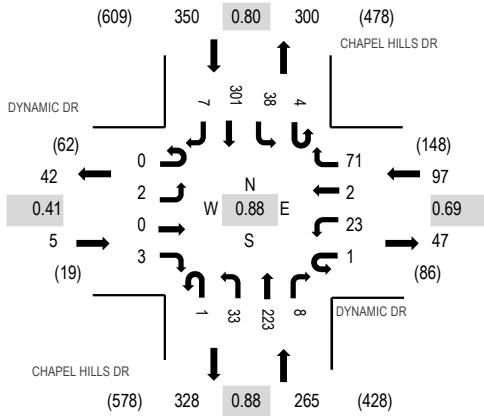 (609) 350 0.80 300 (478)
CHAPEL HILLS DR
7 301 38 4
DYNAMIC DR
(62) 0 71 (148)
42 2 N 2 97
0.41 W 0.88 E 0.69
5 0 S 23 47
(19) 3 1 (86)
1 33 223 8
DYNAMIC DR
CHAPEL HILLS DR
(578) 328 0.88 265 (428)